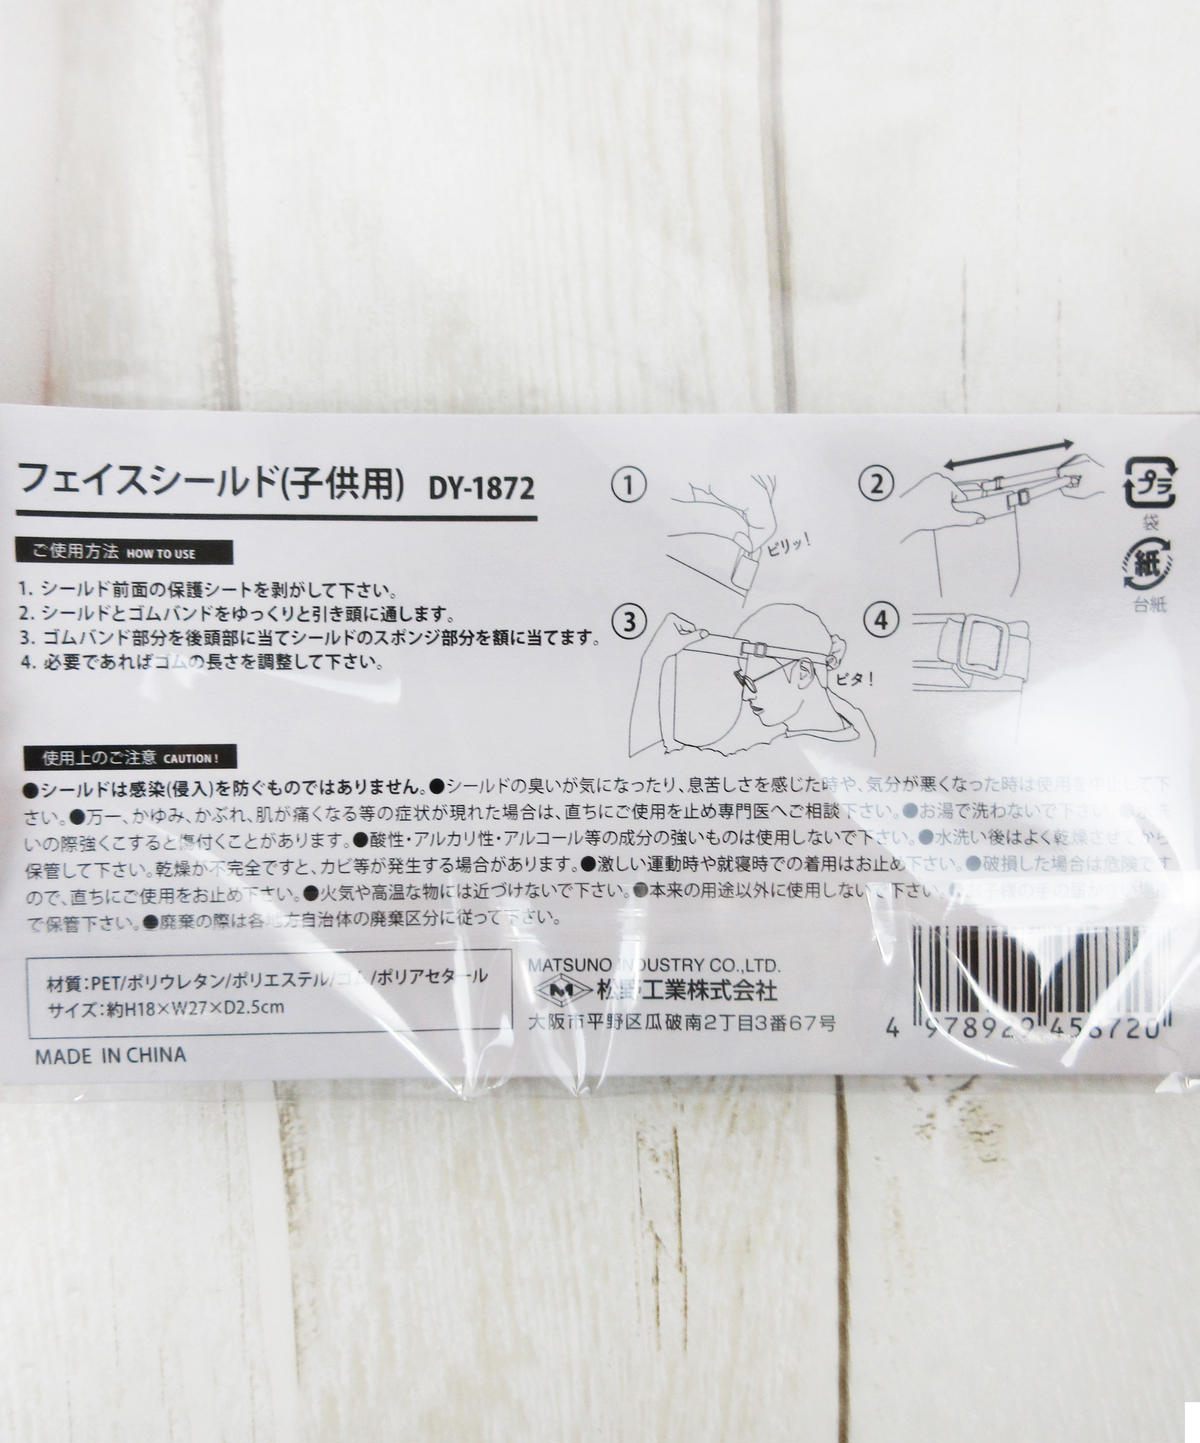 フェイスシールド(子供用) DY-1872
ご使用方法 HOW TO USE
1. シールド前面の保護シートを剥がして下さい。
2. シールドとゴムバンドをゆっくりと引き頭に通します。
3. ゴムバンド部分を後頭部に当てシールドのスポンジ部分を額に当てます。
4. 必要であればゴムの長さを調整して下さい。
① ピリッ!
②
③ ピタ!
④
プラ
袋
紙
台紙
使用上のご注意 CAUTION!
●シールドは感染(侵入)を防ぐものではありません。●シールドの臭いが気になったり、息苦しさを感じた時や、気分が悪くなった時は使用を中止して下
さい。●万一、かゆみ、かぶれ、肌が痛くなる等の症状が現れた場合は、直ちにご使用を止め専門医へご相談下さい。●お湯で洗わないで下さい。
いの際強くこすると傷付くことがあります。●酸性・アルカリ性・アルコール等の成分の強いものは使用しないで下さい。●水洗い後はよく乾燥させてから
保管して下さい。乾燥が不完全ですと、カビ等が発生する場合があります。●激しい運動時や就寝時での着用はお止め下さい。●破損した場合は危険です
ので、直ちにご使用をお止め下さい。●火気や高温な物には近づけないで下さい。●本来の用途以外に使用しないで下さい。
で保管下さい。●廃棄の際は各地方自治体の廃棄区分に従って下さい。
材質:PET/ポリウレタン/ポリエステル/ゴム/ポリアセタール
サイズ:約H18×W27×D2.5cm
MADE IN CHINA
MATSUNO INDUSTRY CO.,LTD.
M 松野工業株式会社
大阪市平野区瓜破南2丁目3番67号
4 978929 458720